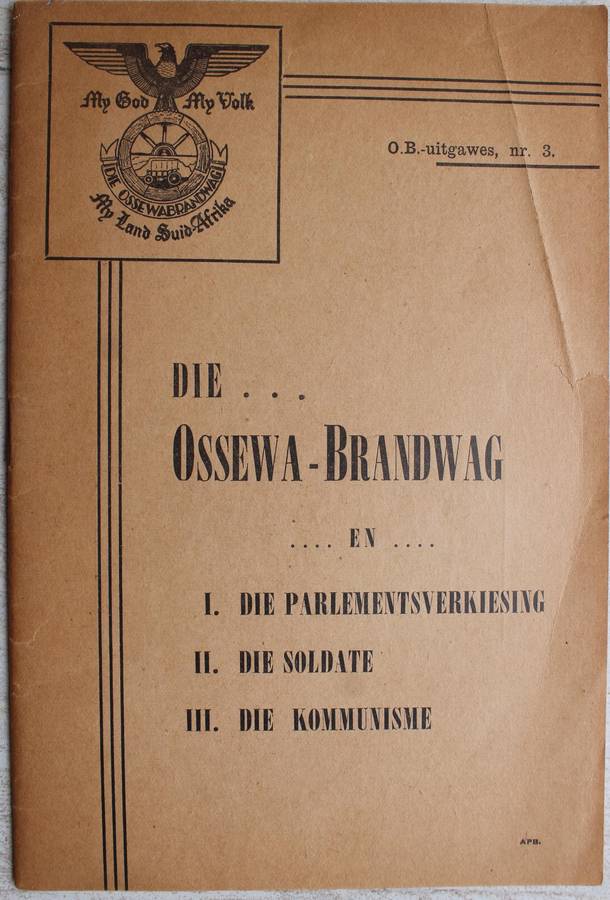 My God My Volk
DIE OSSEWABRANDWAG
My Land Suid-Afrika
O.B.-uitgawes, nr. 3.
DIE . . .
OSSEWA-BRANDWAG
.... EN ....
I. DIE PARLEMENTSVERKIESING
II. DIE SOLDATE
III. DIE KOMMUNISME
APB.